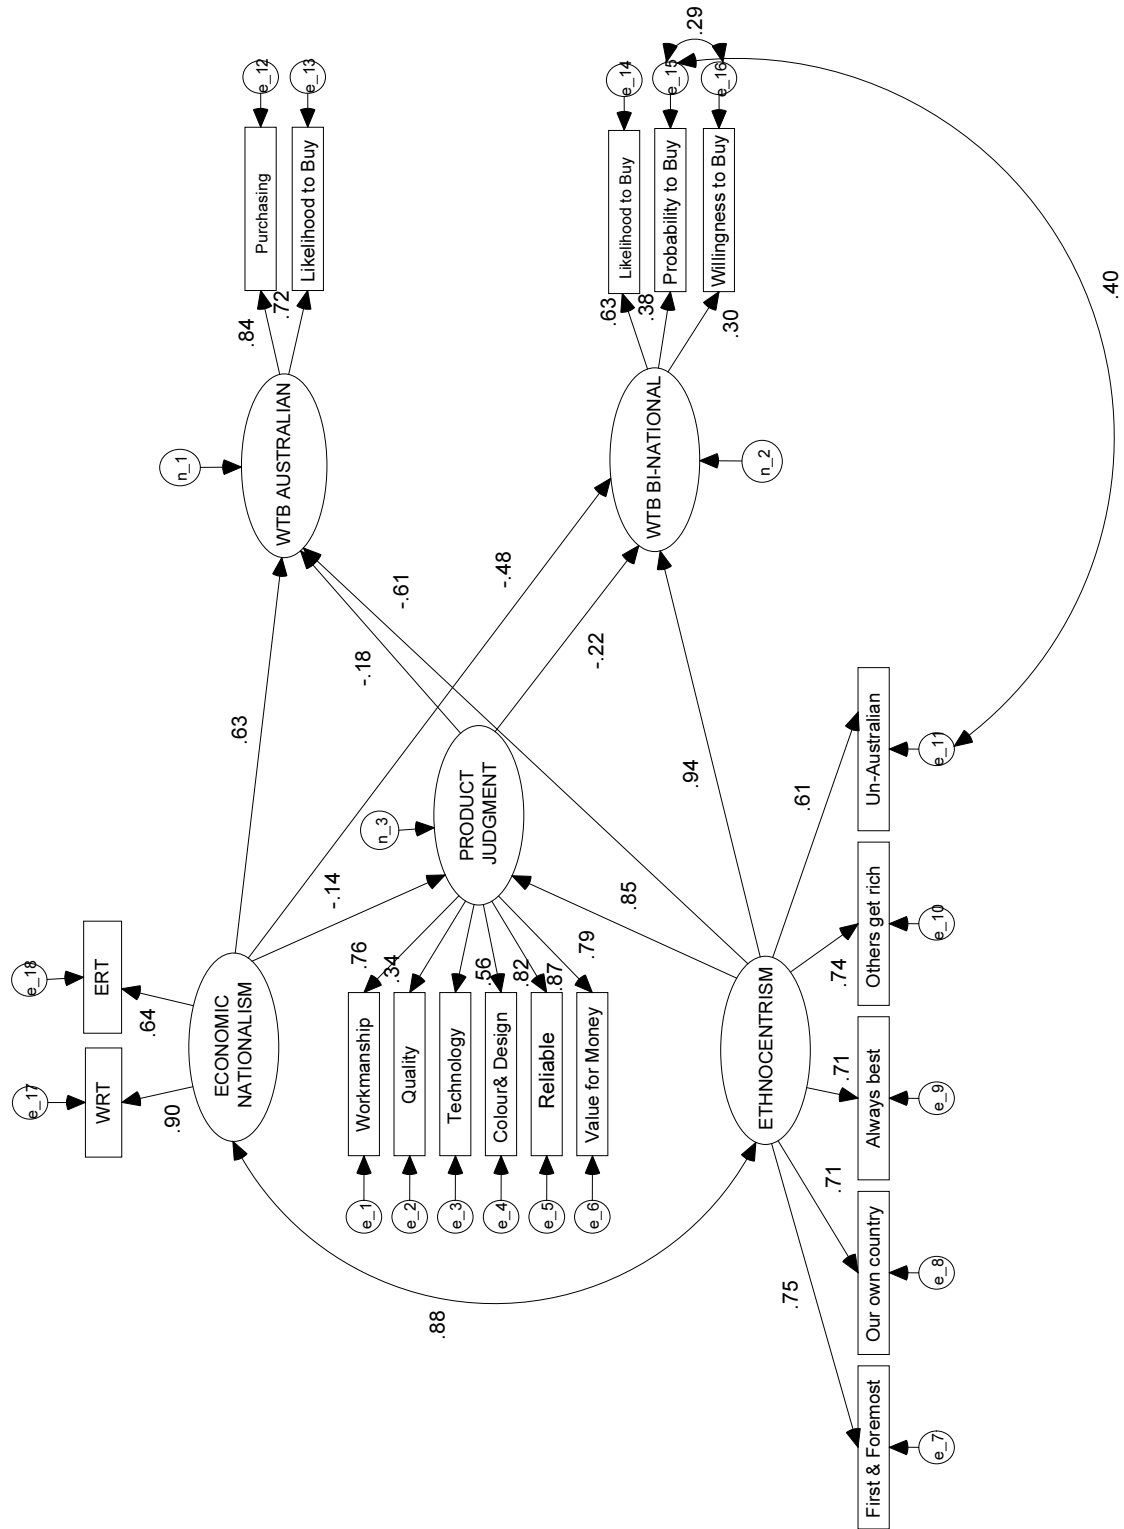 e_17
e_18
WRT
ERT
.90
.64
n_1
ECONOMIC
NATIONALISM
.63
WTB AUSTRALIAN
.84
.72
Purchasing
Likelihood to Buy
e_12
e_13
-.14
-.18
-.61
-.48
-.22
.88
e_1
e_2
e_3
e_4
e_5
e_6
Workmanship
Quality
Technology
Colour& Design
Reliable
Value for Money
.76
.34
.56
.82
.87
.79
n_3
PRODUCT
JUDGMENT
.85
.94
WTB BI-NATIONAL
n_2
.63
.38
.30
Likelihood to Buy
Probability to Buy
Willingness to Buy
e_14
e_15
e_16
.29
ETHNOCENTRISM
.75
.71
.71
.74
.61
First & Foremost
Our own country
Always best
Others get rich
Un-Australian
e_7
e_8
e_9
e_10
e_11
.40